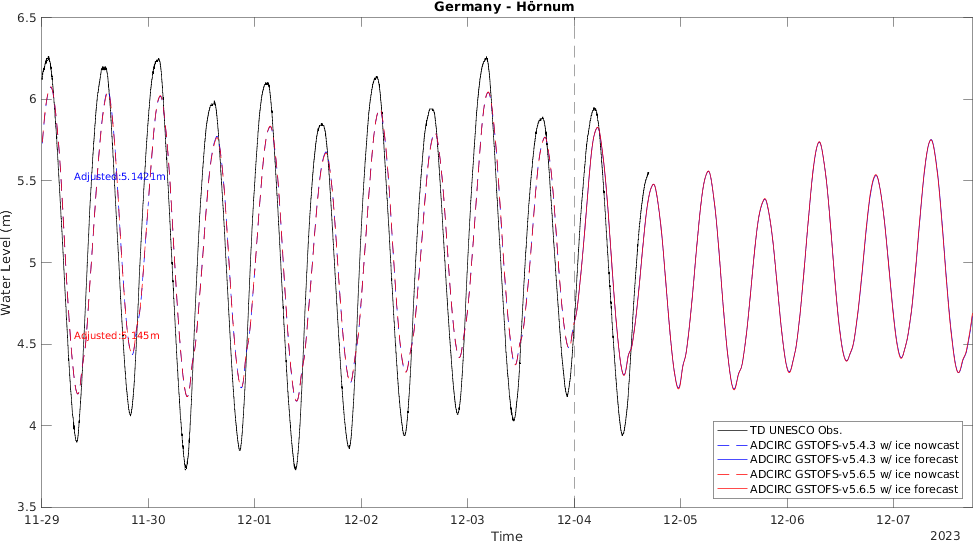 Germany - Hörnum
6.5
6
5.5
5
4.5
4
3.5
Water Level (m)
Adjusted:5.1421m
Adjusted:5.145m
TD UNESCO Obs.
ADCIRC GSTOFS-v5.4.3 w/ ice nowcast
ADCIRC GSTOFS-v5.4.3 w/ ice forecast
ADCIRC GSTOFS-v5.6.5 w/ ice nowcast
ADCIRC GSTOFS-v5.6.5 w/ ice forecast
11-29 11-30 12-01 12-02 12-03 12-04 12-05 12-06 12-07
Time
2023